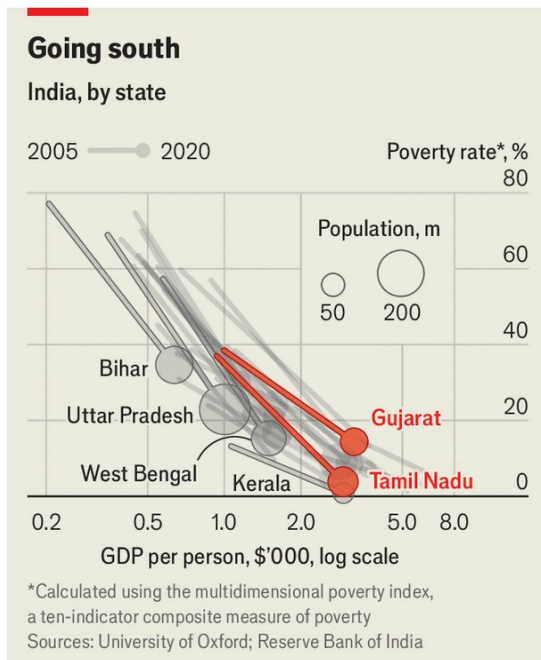 Going south
India, by state
2005 2020
Poverty rate*, %
80
Population, m
50 200
60
40
20
0
Bihar
Uttar Pradesh
West Bengal
Kerala
Gujarat
Tamil Nadu
0.2 0.5 1.0 2.0 5.0 8.0
GDP per person, $'000, log scale
*Calculated using the multidimensional poverty index,
a ten-indicator composite measure of poverty
Sources: University of Oxford; Reserve Bank of India